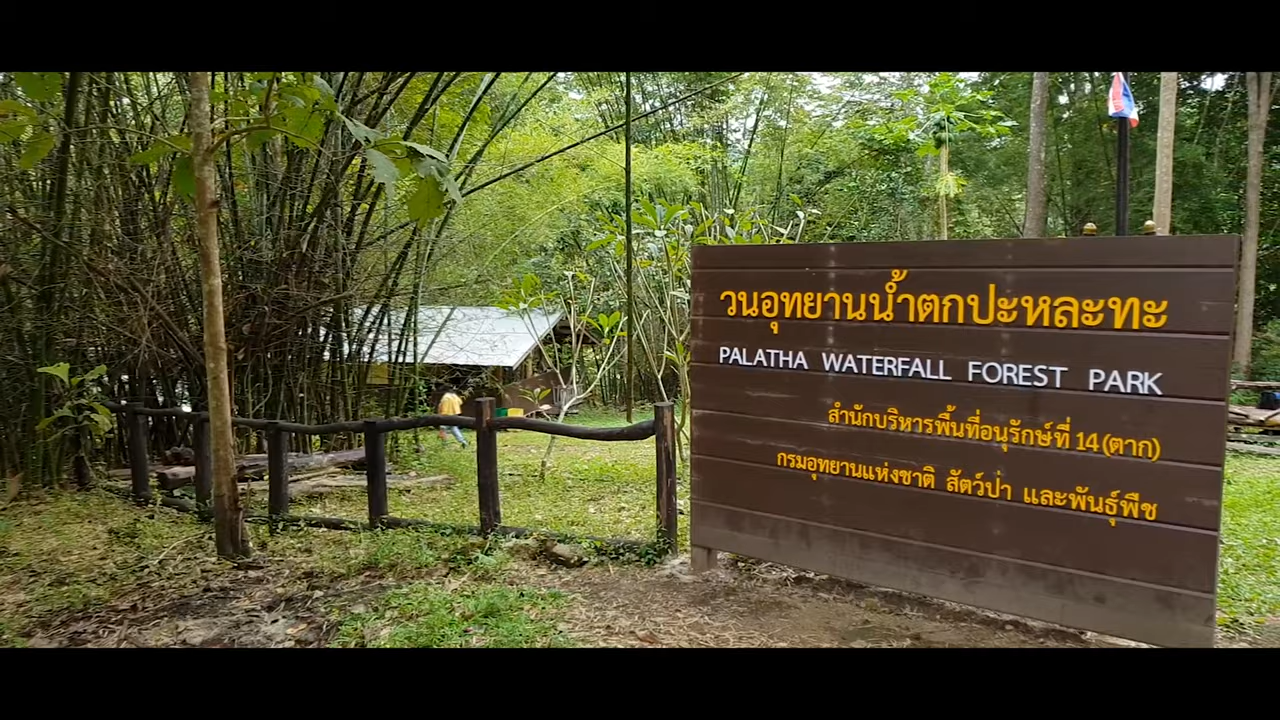 วนอุทยานน้ำตกปะหละทะ
PALATHA WATERFALL FOREST PARK
สำนักบริหารพื้นที่อนุรักษ์ที่ 14 (ตาก)
กรมอุทยานแห่งชาติ สัตว์ป่า และพันธุ์พืช